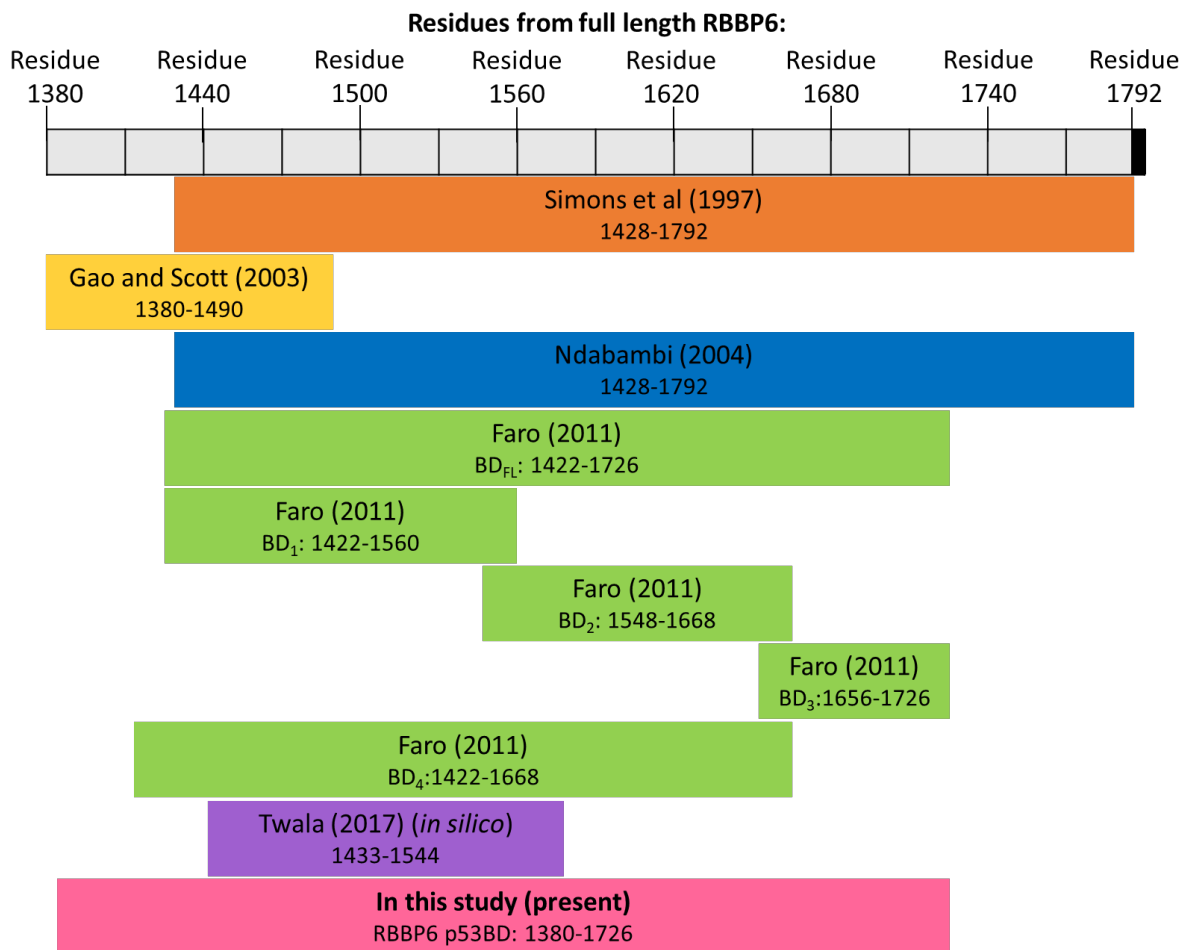 Residues from full length RBBP6:
Residue Residue Residue Residue Residue Residue Residue Residue
1380 1440 1500 1560 1620 1680 1740 1792
Simons et al (1997)
1428-1792
Gao and Scott (2003)
1380-1490
Ndabambi (2004)
1428-1792
Faro (2011)
BD_FL: 1422-1726
Faro (2011)
BD₁: 1422-1560
Faro (2011)
BD₂: 1548-1668
Faro (2011)
BD₃:1656-1726
Faro (2011)
BD₄:1422-1668
Twala (2017) (in silico)
1433-1544
In this study (present)
RBBP6 p53BD: 1380-1726